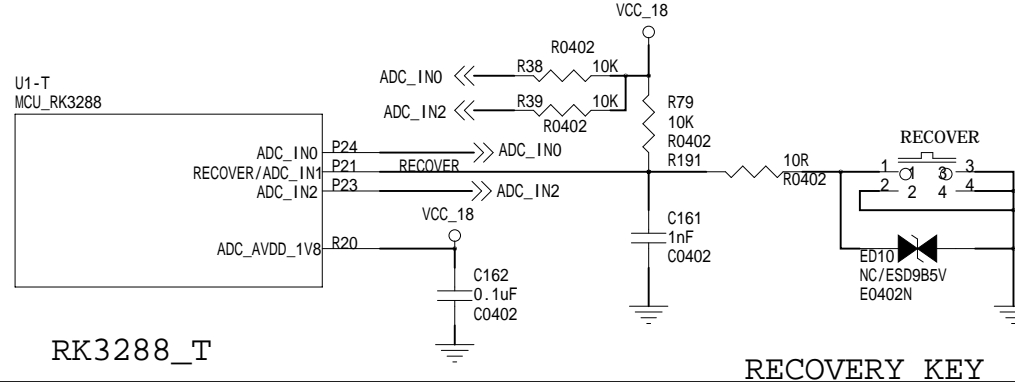 VCC_18
R0402
ADC_IN0 R38 10K
ADC_IN2 R39 10K
R0402
R79
10K
R0402
U1-T
MCU_RK3288
ADC_IN0 P24 ADC_IN0
RECOVER/ADC_IN1 P21 RECOVER
ADC_IN2 P23 ADC_IN2
R191 10R
R0402
RECOVER
1 1 3 3
2 2 4 4
VCC_18
ADC_AVDD_1V8 R20
C161
1nF
C0402
C162
0.1uF
C0402
ED10
NC/ESD9B5V
E0402N
RK3288_T
RECOVERY KEY